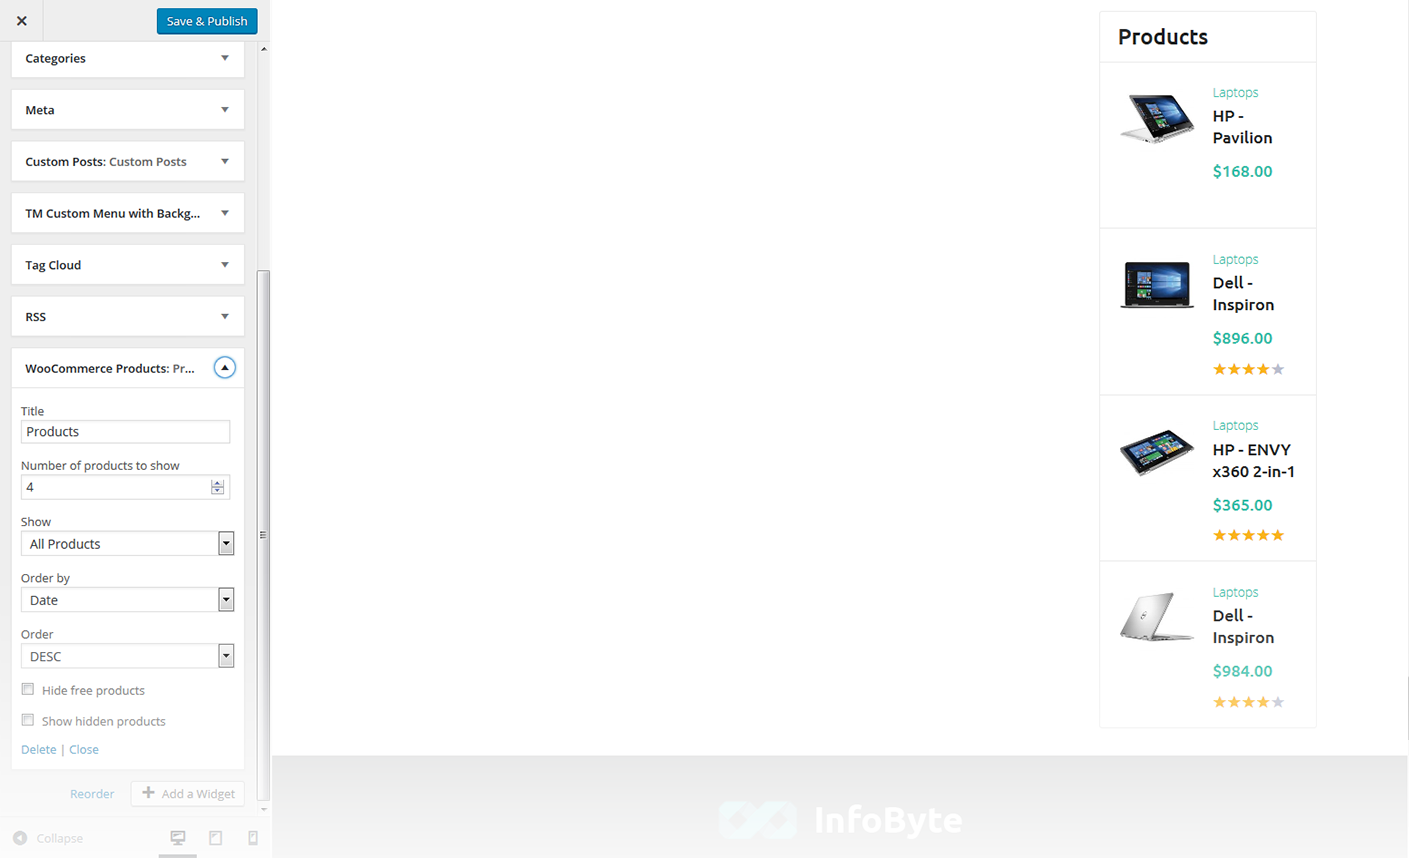 Save & Publish
Categories
Meta
Custom Posts: Custom Posts
TM Custom Menu with Backg...
Tag Cloud
RSS
WooCommerce Products: Pr...
Title
Products
Number of products to show
4
Show
All Products
Order by
Date
Order
DESC
Hide free products
Show hidden products
Delete | Close
Reorder
Add a Widget
Collapse
Products
Laptops
HP -
Pavilion
$168.00
Laptops
Dell -
Inspiron
$896.00
Laptops
HP - ENVY
x360 2-in-1
$365.00
Laptops
Dell -
Inspiron
$984.00
InfoByte